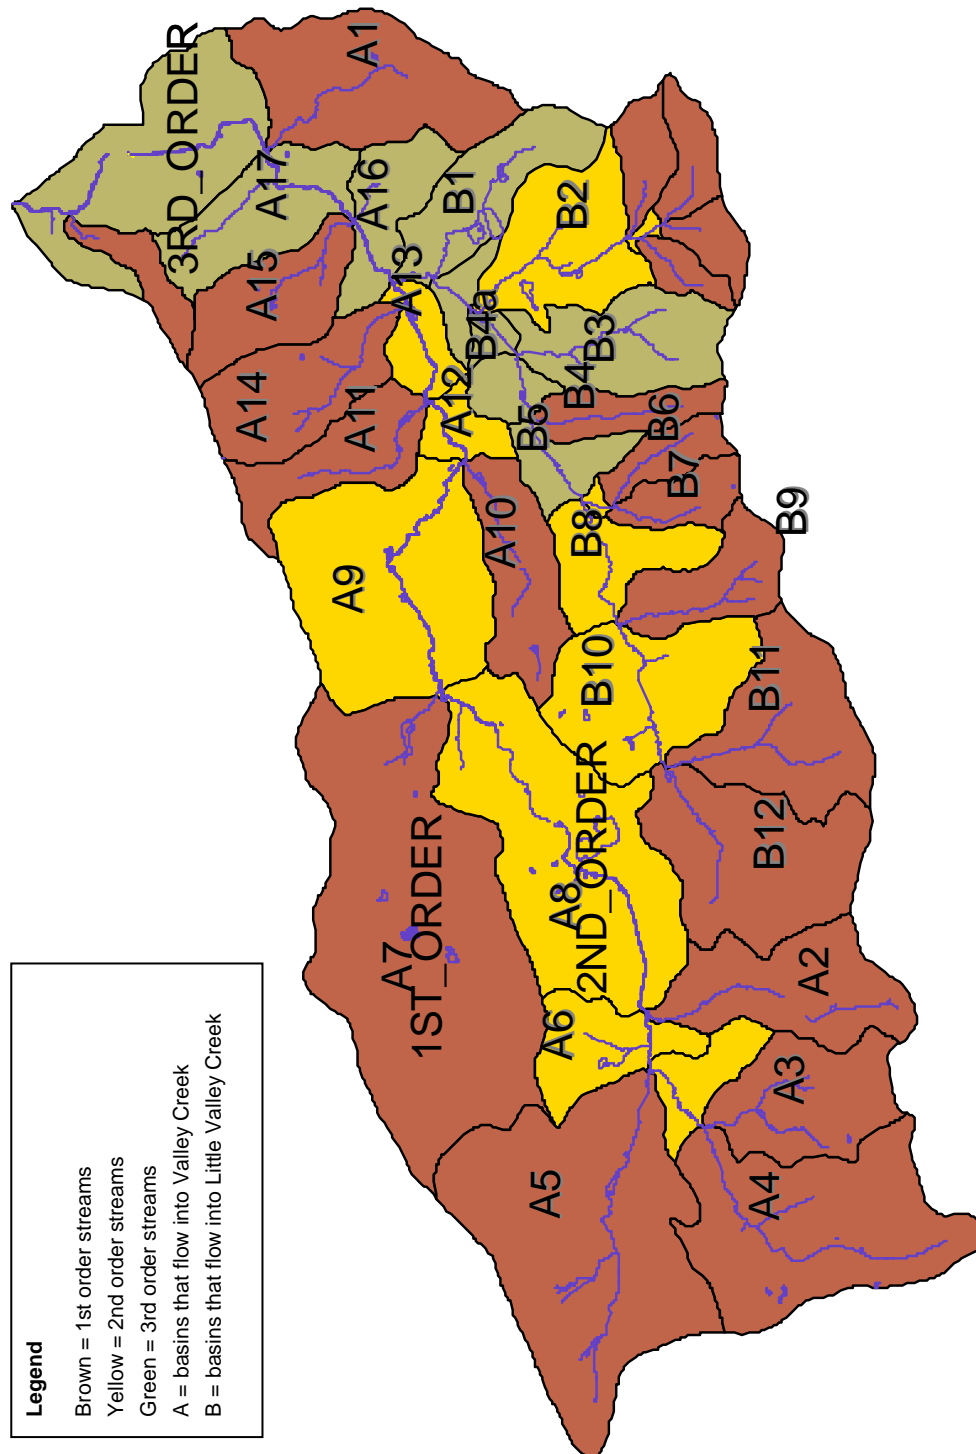 Legend
Brown = 1st order streams
Yellow = 2nd order streams
Green = 3rd order streams
A = basins that flow into Valley Creek
B = basins that flow into Little Valley Creek
A5
A4
A3
A2
A6
A7
1ST_ORDER
A8
2ND_ORDER
B12
B11
B10
B9
A9
A10
B8
B7
B6
B5
B4
A11
A12
A14
B4a
B3
A13
A15
B2
B1
A16
A17
3RD_ORDER
A1